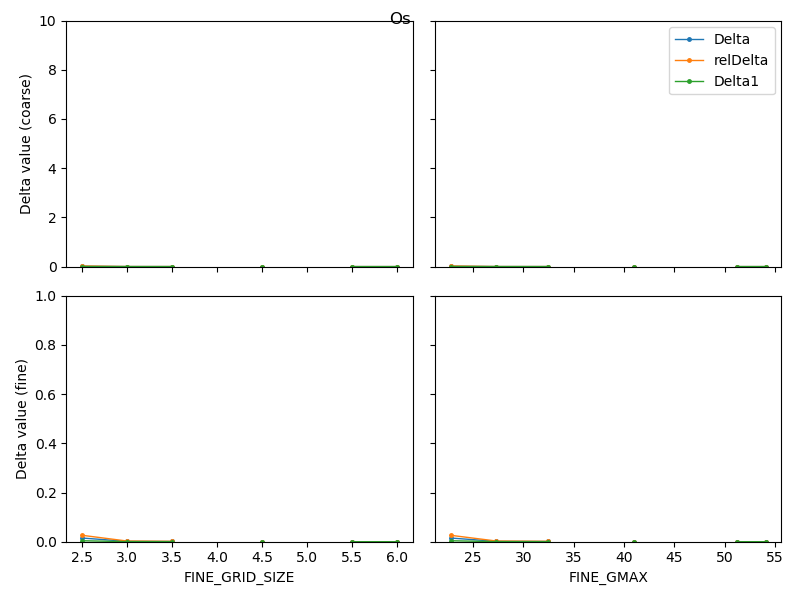 Os
10
8
6
4
2
0
Delta value (coarse)
Delta
relDelta
Delta1
1.0
0.8
0.6
0.4
0.2
0.0
Delta value (fine)
2.5 3.0 3.5 4.0 4.5 5.0 5.5 6.0
FINE_GRID_SIZE
25 30 35 40 45 50 55
FINE_GMAX